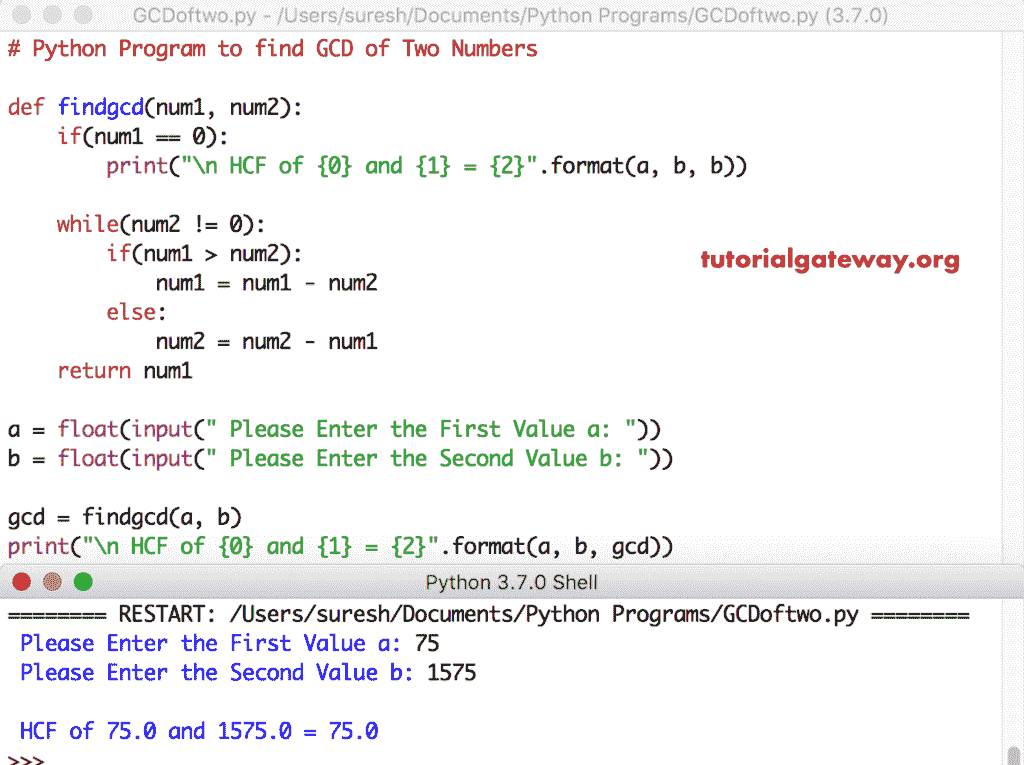 GCDoftwo.py - /Users/suresh/Documents/Python Programs/GCDoftwo.py (3.7.0)
# Python Program to find GCD of Two Numbers
def findgcd(num1, num2):
    if(num1 == 0):
        print("\n HCF of {0} and {1} = {2}".format(a, b, b))
    while(num2 != 0):
        if(num1 > num2):
tutorialgateway.org
            num1 = num1 - num2
        else:
            num2 = num2 - num1
    return num1
a = float(input(" Please Enter the First Value a: "))
b = float(input(" Please Enter the Second Value b: "))
gcd = findgcd(a, b)
print("\n HCF of {0} and {1} = {2}".format(a, b, gcd))
Python 3.7.0 Shell
======== RESTART: /Users/suresh/Documents/Python Programs/GCDoftwo.py ========
 Please Enter the First Value a: 75
 Please Enter the Second Value b: 1575
 HCF of 75.0 and 1575.0 = 75.0
>>>